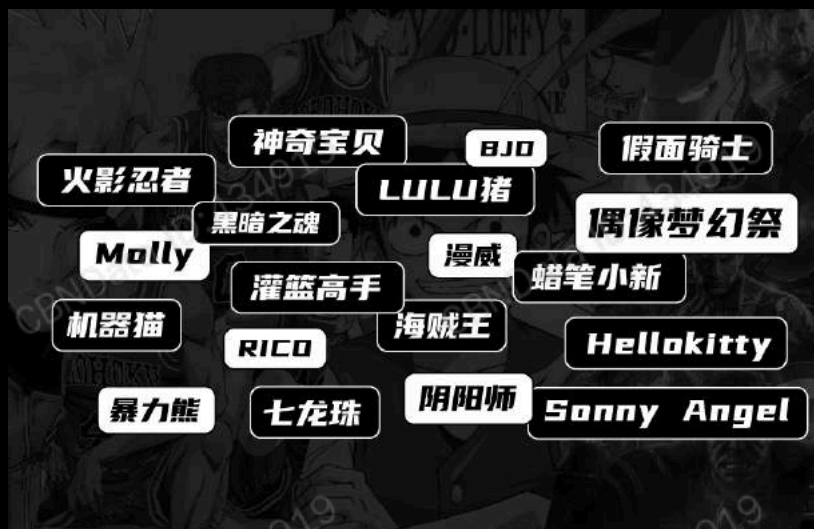 LUFFY
神奇宝贝
BJD
假面骑士
火影忍者
LULU猪
黑暗之魂
偶像梦幻祭
Molly
漫威
灌篮高手
蜡笔小新
机器猫
海贼王
RICO
Hellokitty
暴力熊
七龙珠
阴阳师
Sonny Angel